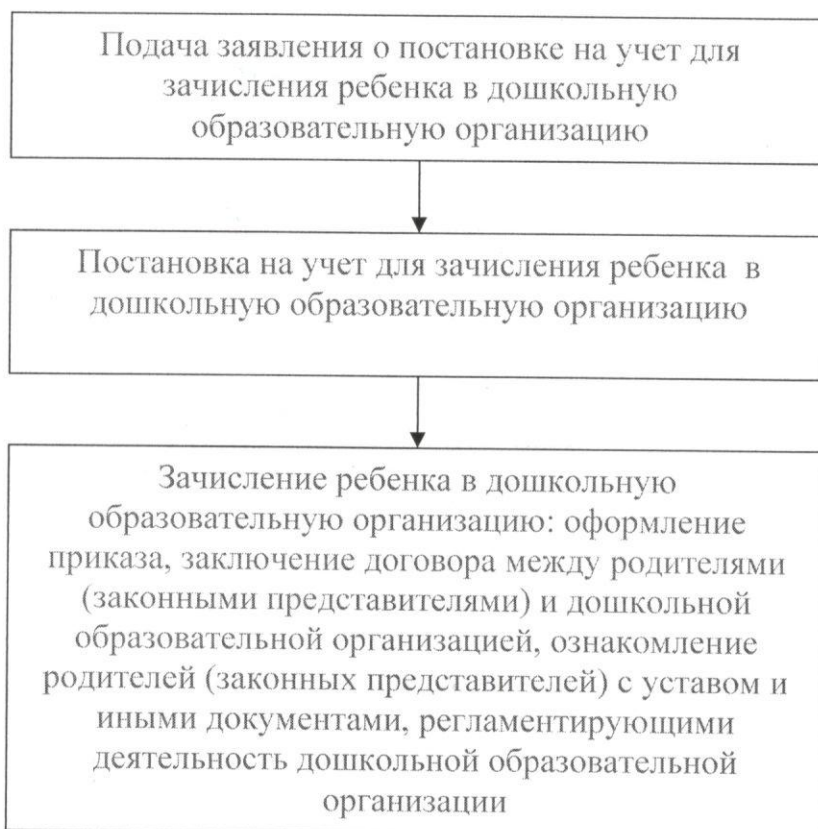 Подача заявления о постановке на учет для
зачисления ребенка в дошкольную
образовательную организацию
Постановка на учет для зачисления ребенка в
дошкольную образовательную организацию
Зачисление ребенка в дошкольную
образовательную организацию: оформление
приказа, заключение договора между родителями
(законными представителями) и дошкольной
образовательной организацией, ознакомление
родителей (законных представителей) с уставом и
иными документами, регламентирующими
деятельность дошкольной образовательной
организации